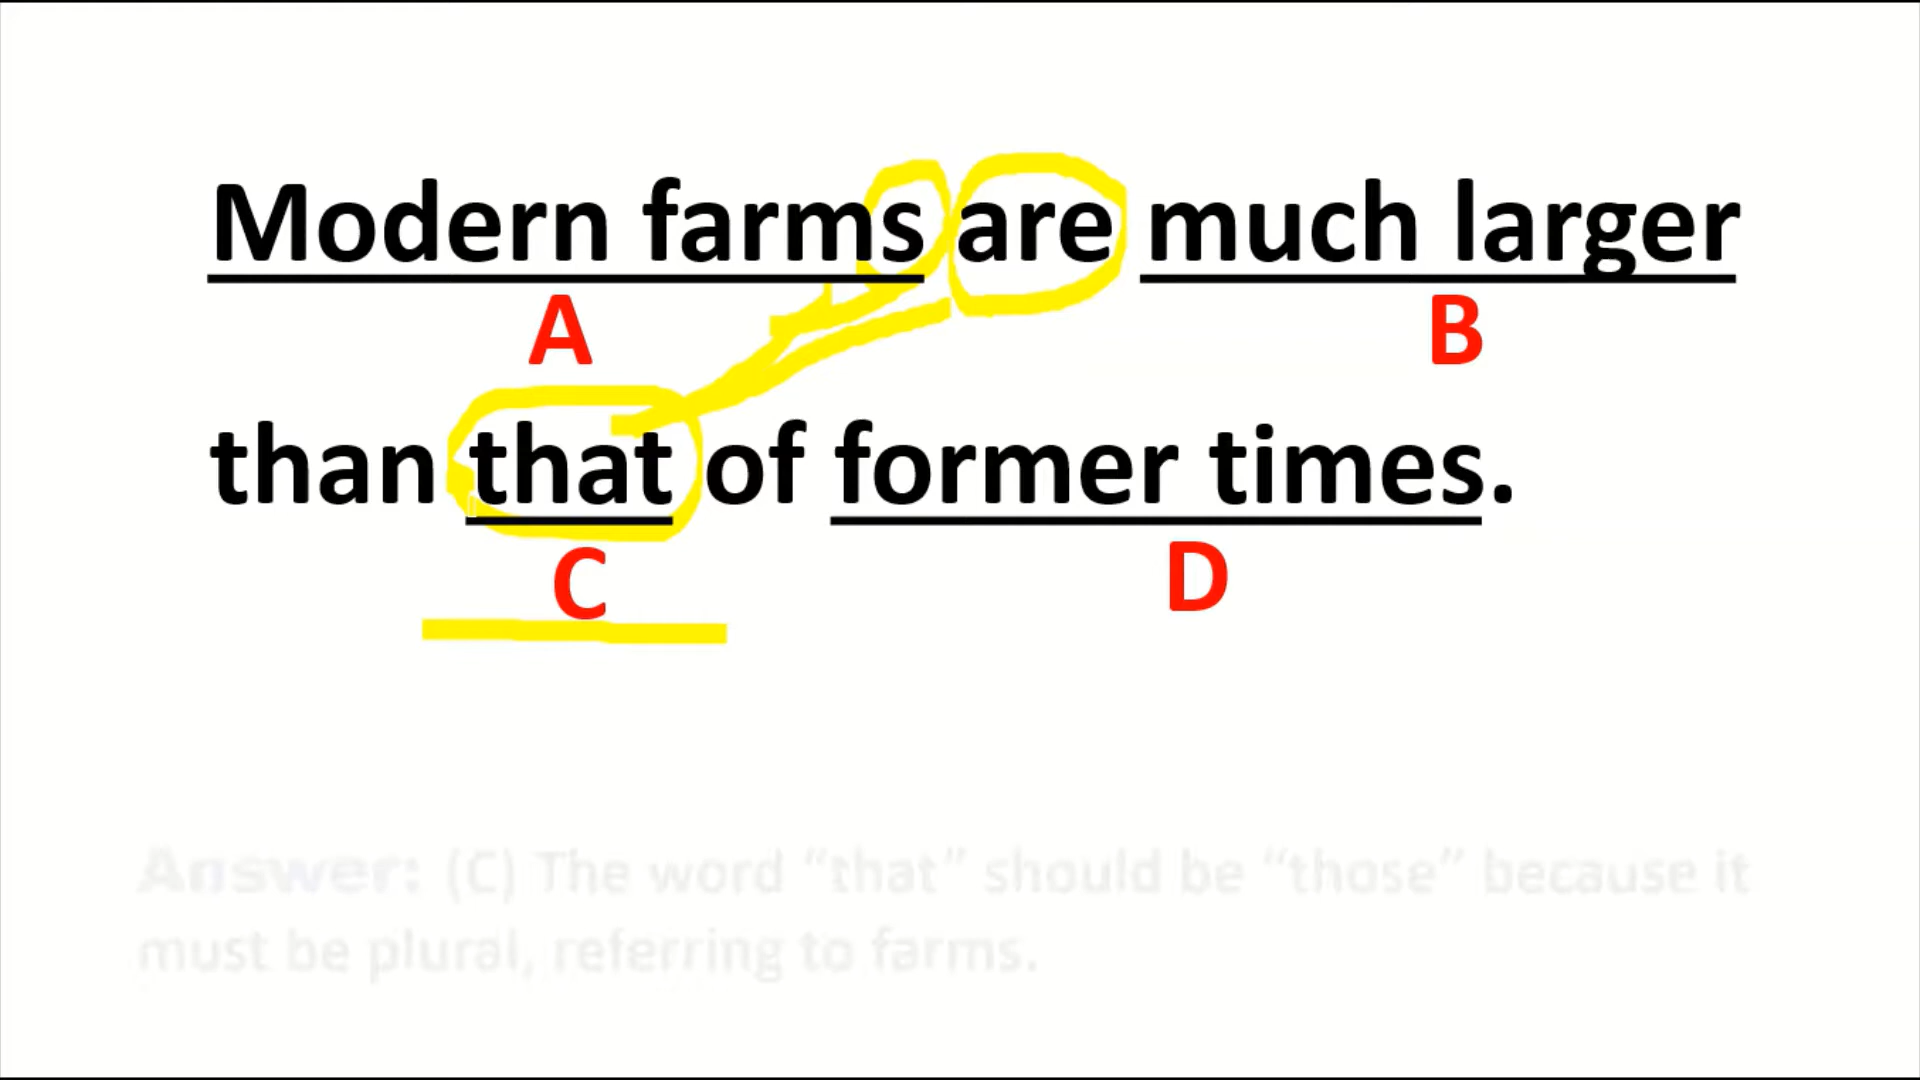 Modern farms are much larger
A B
than that of former times.
C D
Answer: (C) The word “that” should be “those” because it
must be plural, referring to farms.